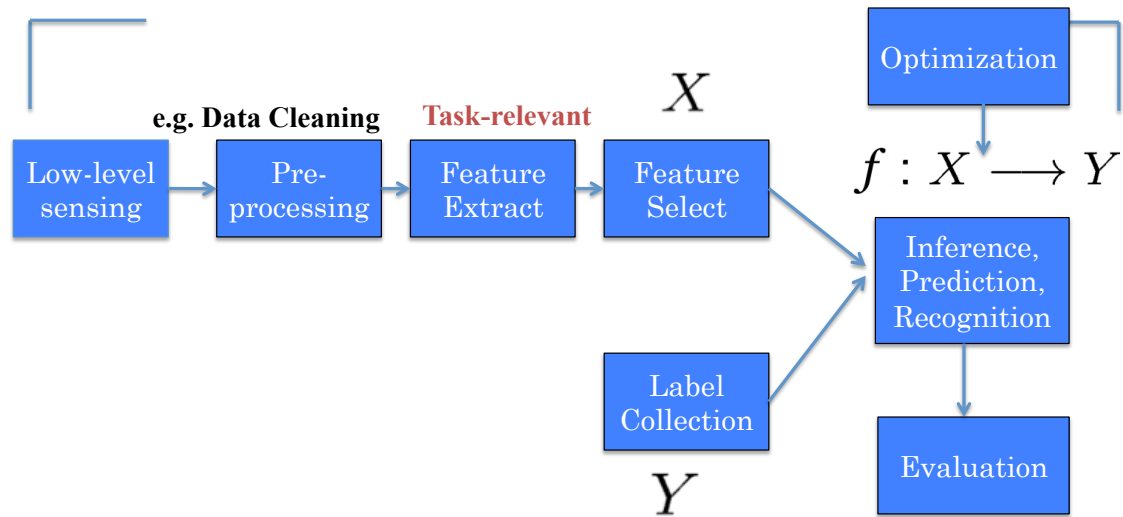 Optimization
X
e.g. Data Cleaning
Task-relevant
Low-level
sensing
Pre-
processing
Feature
Extract
Feature
Select
f : X ⟶ Y
Inference,
Prediction,
Recognition
Label
Collection
Y
Evaluation